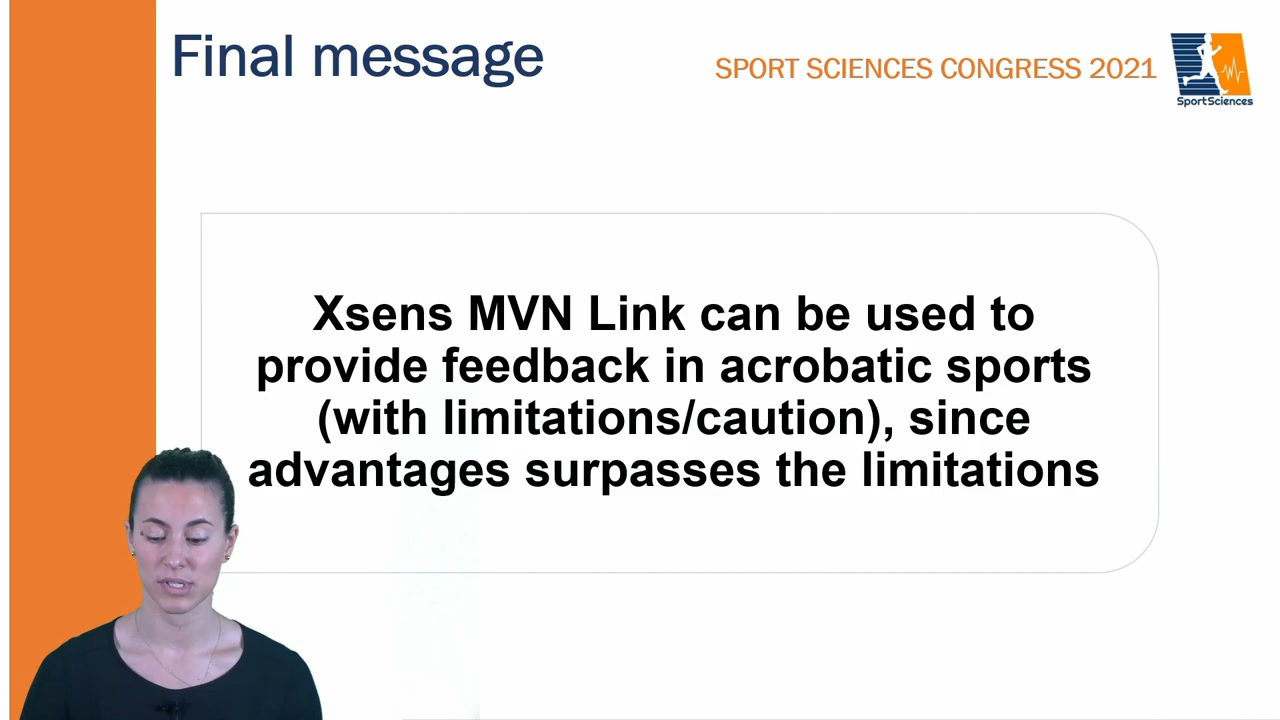 Final message
SPORT SCIENCES CONGRESS 2021
SportSciences
Xsens MVN Link can be used to
provide feedback in acrobatic sports
(with limitations/caution), since
advantages surpasses the limitations